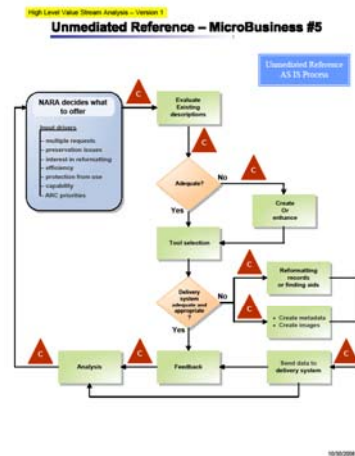 High Level Value Stream Analysis – Version 1
Unmediated Reference – MicroBusiness #5
Unmediated Reference
AS IS Process
NARA decides what
to offer
Input drivers
– multiple requests
– preservation issues
– interest in reformatting
– efficiency
– protection from use
– capability
– ARC priorities
C
Evaluate
Existing
descriptions
C
Adequate?
No
C
Yes
Create
Or
enhance
Tool selection
Delivery
system
adequate and
appropriate
?
No
C
Reformatting
records
or finding aids
C
• Create metadata
• Create images
Yes
C
Analysis
C
Feedback
Send data to
delivery system
C
10/30/2008